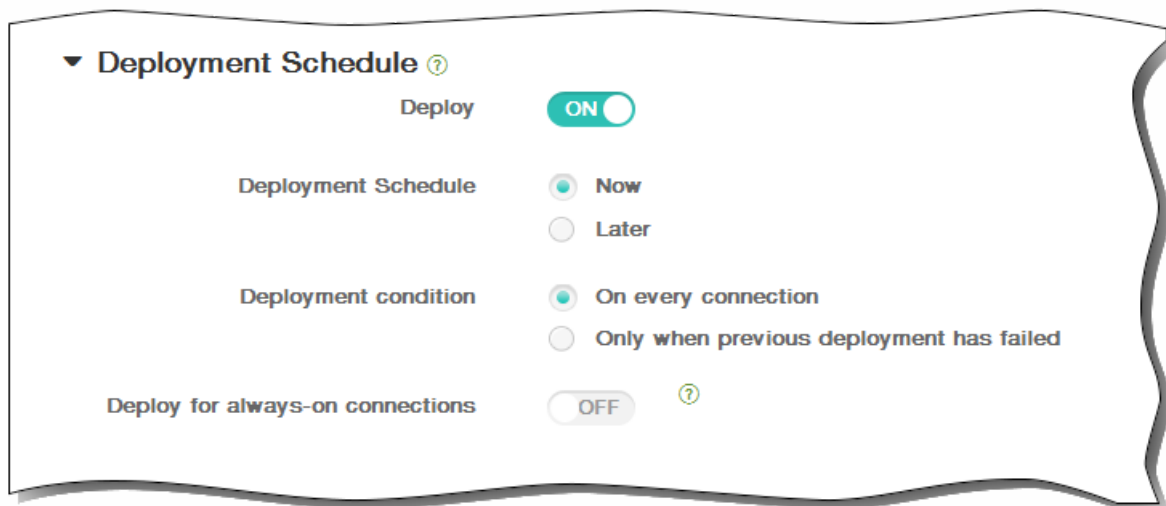 Deployment Schedule ?
Deploy ON
Deployment Schedule Now
Later
Deployment condition On every connection
Only when previous deployment has failed
Deploy for always-on connections OFF ?